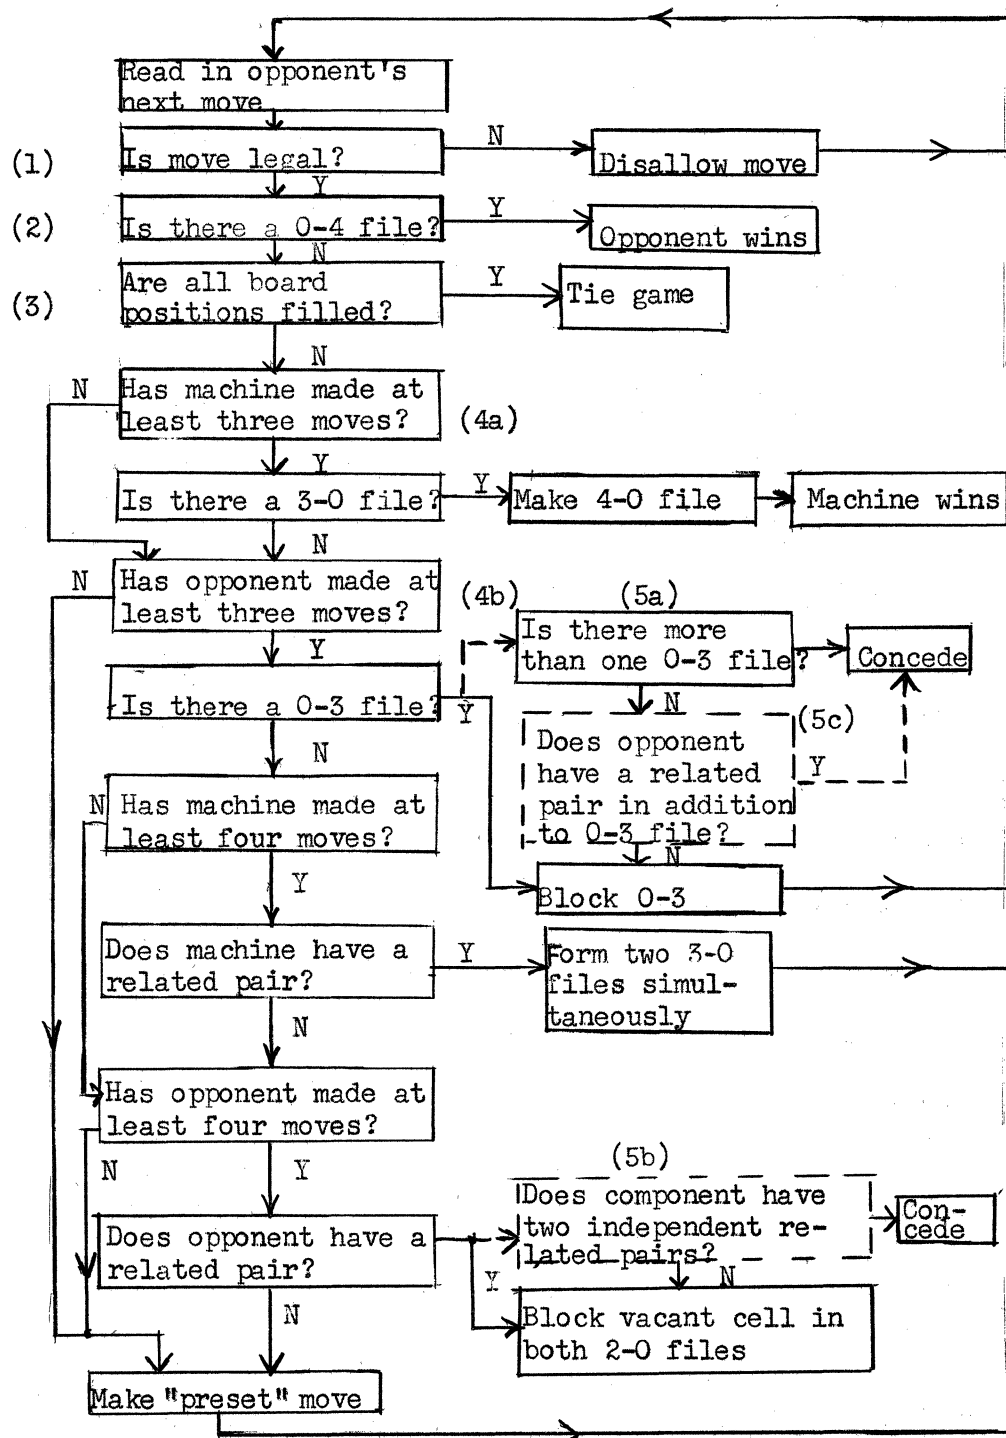 Read in opponent's
next move
(1)
Is move legal?
N
Disallow move
Y
(2)
Is there a 0-4 file?
Y
Opponent wins
N
(3)
Are all board
positions filled?
Y
Tie game
N
N
Has machine made at
least three moves?
(4a)
Y
Is there a 3-0 file?
Y
Make 4-0 file
Machine wins
N
N
Has opponent made at
least three moves?
(4b)
(5a)
Is there more
than one 0-3 file?
Concede
Y
Is there a 0-3 file?
Y
N
(5c)
Does opponent
have a related
pair in addition
to 0-3 file?
Y
N
N
Has machine made at
least four moves?
N
Block 0-3
Y
Does machine have a
related pair?
Y
Form two 3-0
files simul-
taneously
N
Has opponent made at
least four moves?
N
Y
(5b)
Does component have
two independent re-
lated pairs?
Con-
cede
Does opponent have a
related pair?
Y
N
Block vacant cell in
both 2-0 files
N
Make "preset" move